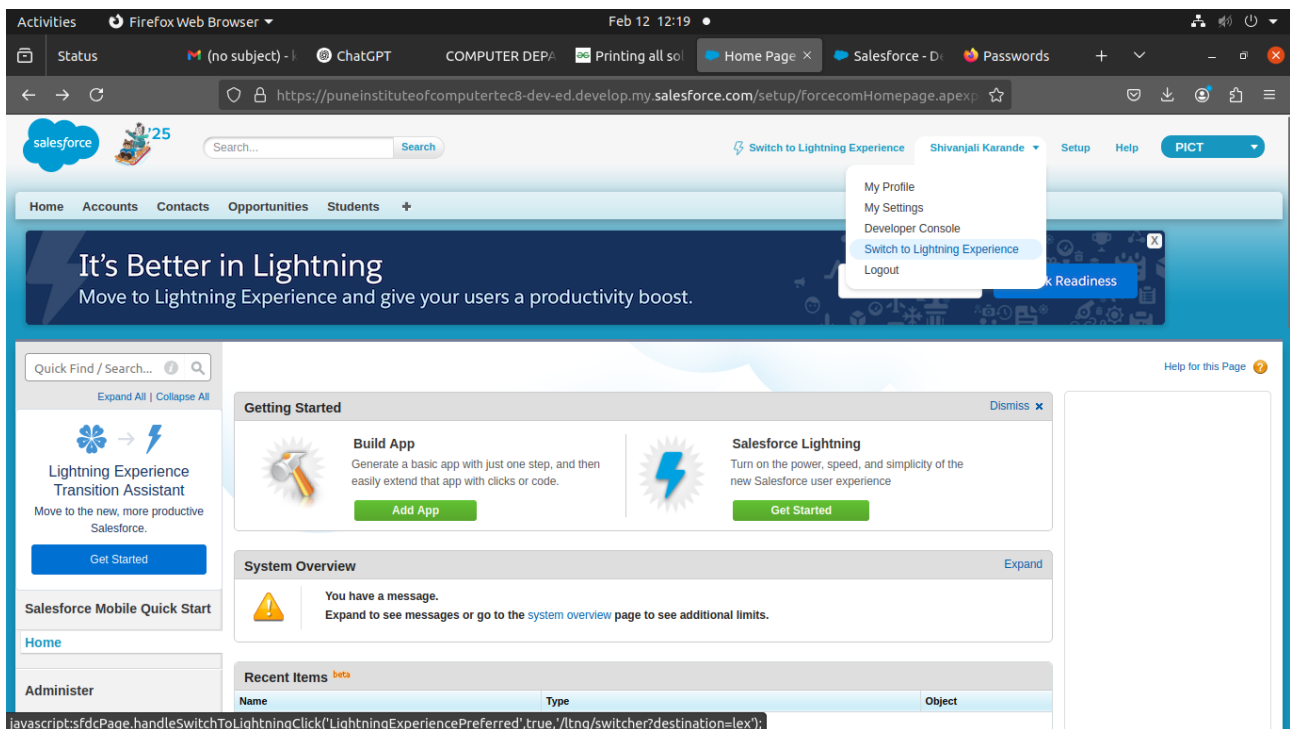 Activities Firefox Web Browser Feb 12 12:19
Status (no subject) - k ChatGPT COMPUTER DEPA Printing all sol Home Page Salesforce - De Passwords
https://puneinstituteofcomputertec8-dev-ed.develop.my.salesforce.com/setup/forcecomHomepage.apexp
salesforce '25 Search... Search Switch to Lightning Experience Shivanjali Karande Setup Help PICT
My Profile
My Settings
Developer Console
Switch to Lightning Experience
Logout
Home Accounts Contacts Opportunities Students +
It's Better in Lightning X
Move to Lightning Experience and give your users a productivity boost. k Readiness
Quick Find / Search...
Expand All | Collapse All
Lightning Experience
Transition Assistant
Move to the new, more productive
Salesforce.
Get Started
Salesforce Mobile Quick Start
Home
Administer
Help for this Page ?
Getting Started Dismiss x
Build App
Generate a basic app with just one step, and then
easily extend that app with clicks or code.
Add App
Salesforce Lightning
Turn on the power, speed, and simplicity of the
new Salesforce user experience
Get Started
System Overview Expand
You have a message.
Expand to see messages or go to the system overview page to see additional limits.
Recent Items beta
Name Type Object
javascript:sfdcPage.handleSwitchToLightningClick('LightningExperiencePreferred',true,'/ltng/switcher?destination=lex');